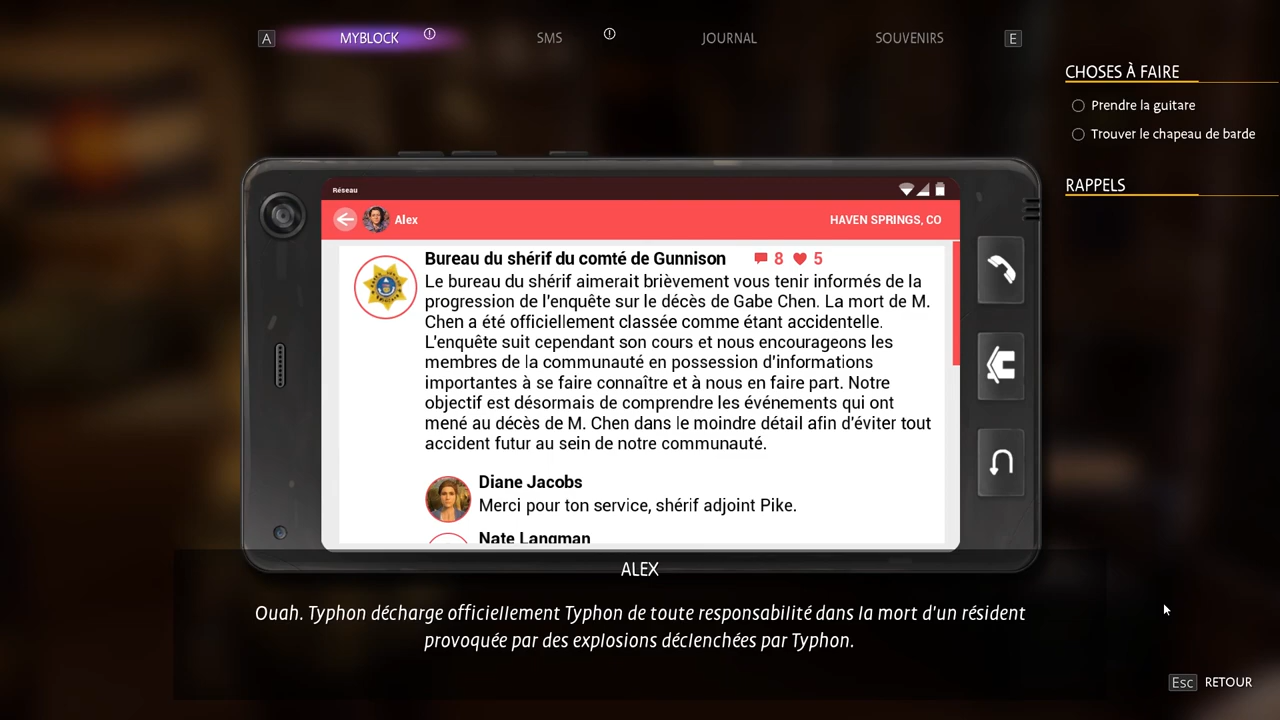 A
MYBLOCK
SMS
JOURNAL
SOUVENIRS
E
CHOSES À FAIRE
Prendre la guitare
Trouver le chapeau de barde
RAPPELS
Réseau
Alex
HAVEN SPRINGS, CO
Bureau du shérif du comté de Gunnison 8 5
Le bureau du shérif aimerait brièvement vous tenir informés de la
progression de l'enquête sur le décès de Gabe Chen. La mort de M.
Chen a été officiellement classée comme étant accidentelle.
L'enquête suit cependant son cours et nous encourageons les
membres de la communauté en possession d'informations
importantes à se faire connaître et à nous en faire part. Notre
objectif est désormais de comprendre les événements qui ont
mené au décès de M. Chen dans le moindre détail afin d'éviter tout
accident futur au sein de notre communauté.
Diane Jacobs
Merci pour ton service, shérif adjoint Pike.
Nate Langman
ALEX
Ouah. Typhon décharge officiellement Typhon de toute responsabilité dans la mort d'un résident
provoquée par des explosions déclenchées par Typhon.
Esc RETOUR